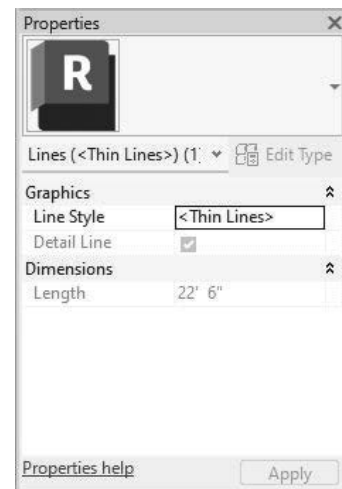 Properties
R
Lines (<Thin Lines>) (1) Edit Type
Graphics
Line Style <Thin Lines>
Detail Line
Dimensions
Length 22' 6"
Properties help Apply